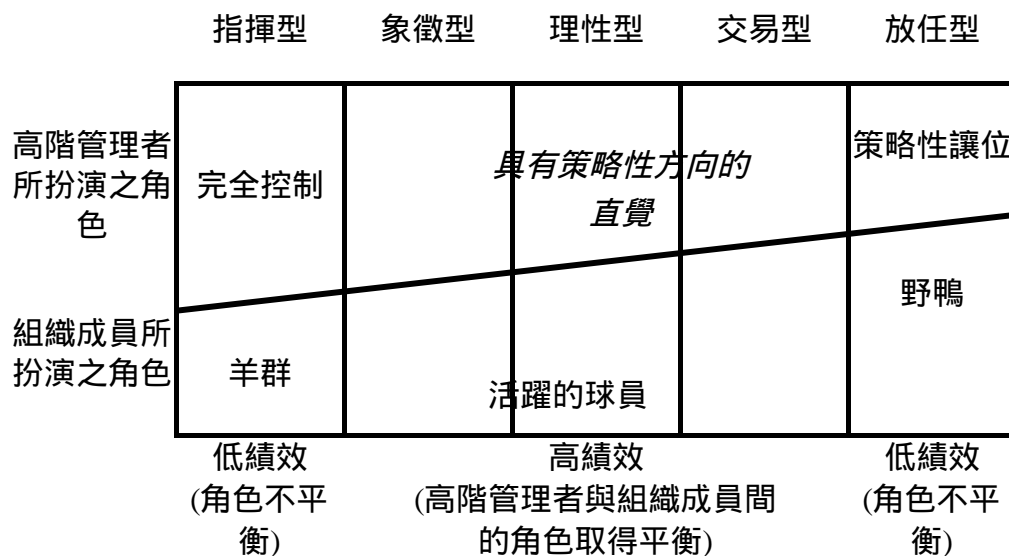 指揮型 象徵型 理性型 交易型 放任型
高階管理者
所扮演之角
色
完全控制
具有策略性方向的
直覺
策略性讓位
組織成員所
扮演之角色
羊群
活躍的球員
野鴨
低績效
(角色不平
衡)
高績效
(高階管理者與組織成員間
的角色取得平衡)
低績效
(角色不平
衡)